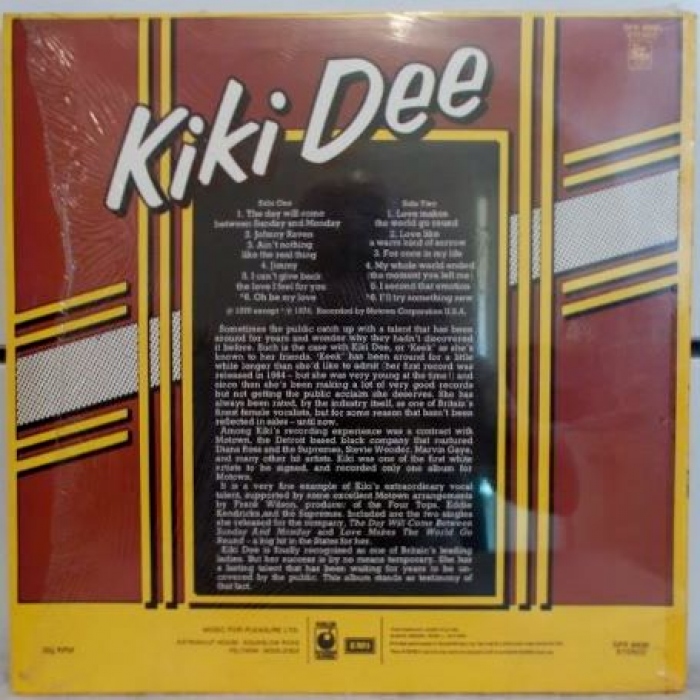 Kiki Dee
Side One
1. The day will come
between Sunday and Monday
2. Johnny Raven
3. Ain't nothing
like the real thing
4. Jimmy
5. I can't give back
the love I feel for you
*6. Oh be my love
Side Two
1. Love makes
the world go round
2. Love like
a warm kind of sorrow
3. For once in my life
4. My whole world ended
(the moment you left me)
5. I second that emotion
*6. I'll try something new
Recorded by Motown Corporation U.S.A.
Sometimes the public catch up with a talent that has been
around for years and wonder why they hadn't discovered
it before. Such is the case with Kiki Dee, or 'Keek' as she's
known to her friends. 'Keek' has been around for a little
while longer than she'd like to admit (her first record was
released in 1964 – but she was very young at the time!) and
since then she's been making a lot of very good records
but not getting the public acclaim she deserves. She has
always been rated, by the industry itself, as one of Britain's
finest female vocalists, but for some reason that hasn't been
reflected in sales – until now.
Among Kiki's recording experience was a contract with
Motown, the Detroit based black company that nurtured
Diana Ross and the Supremes, Stevie Wonder, Marvin Gaye,
and many other hit artists. Kiki was one of the first white
artists to be signed, and recorded only one album for
Motown.
It is a very fine example of Kiki's extraordinary vocal
talent, supported by some excellent Motown arrangements
by Frank Wilson, producer of the Four Tops, Eddie
Kendricks and the Supremes. Included are the two singles
she released for the company, The Day Will Come Between
Sunday And Monday and Love Makes The World Go
Round – a big hit in the States for her.
Kiki Dee is finally recognised as one of Britain's leading
ladies. But her success is by no means temporary. She has
a lasting talent that has been waiting for years to be un-
covered by the public. This album stands as testimony of
that fact.
MUSIC FOR PLEASURE LTD.
EMI
STEREO